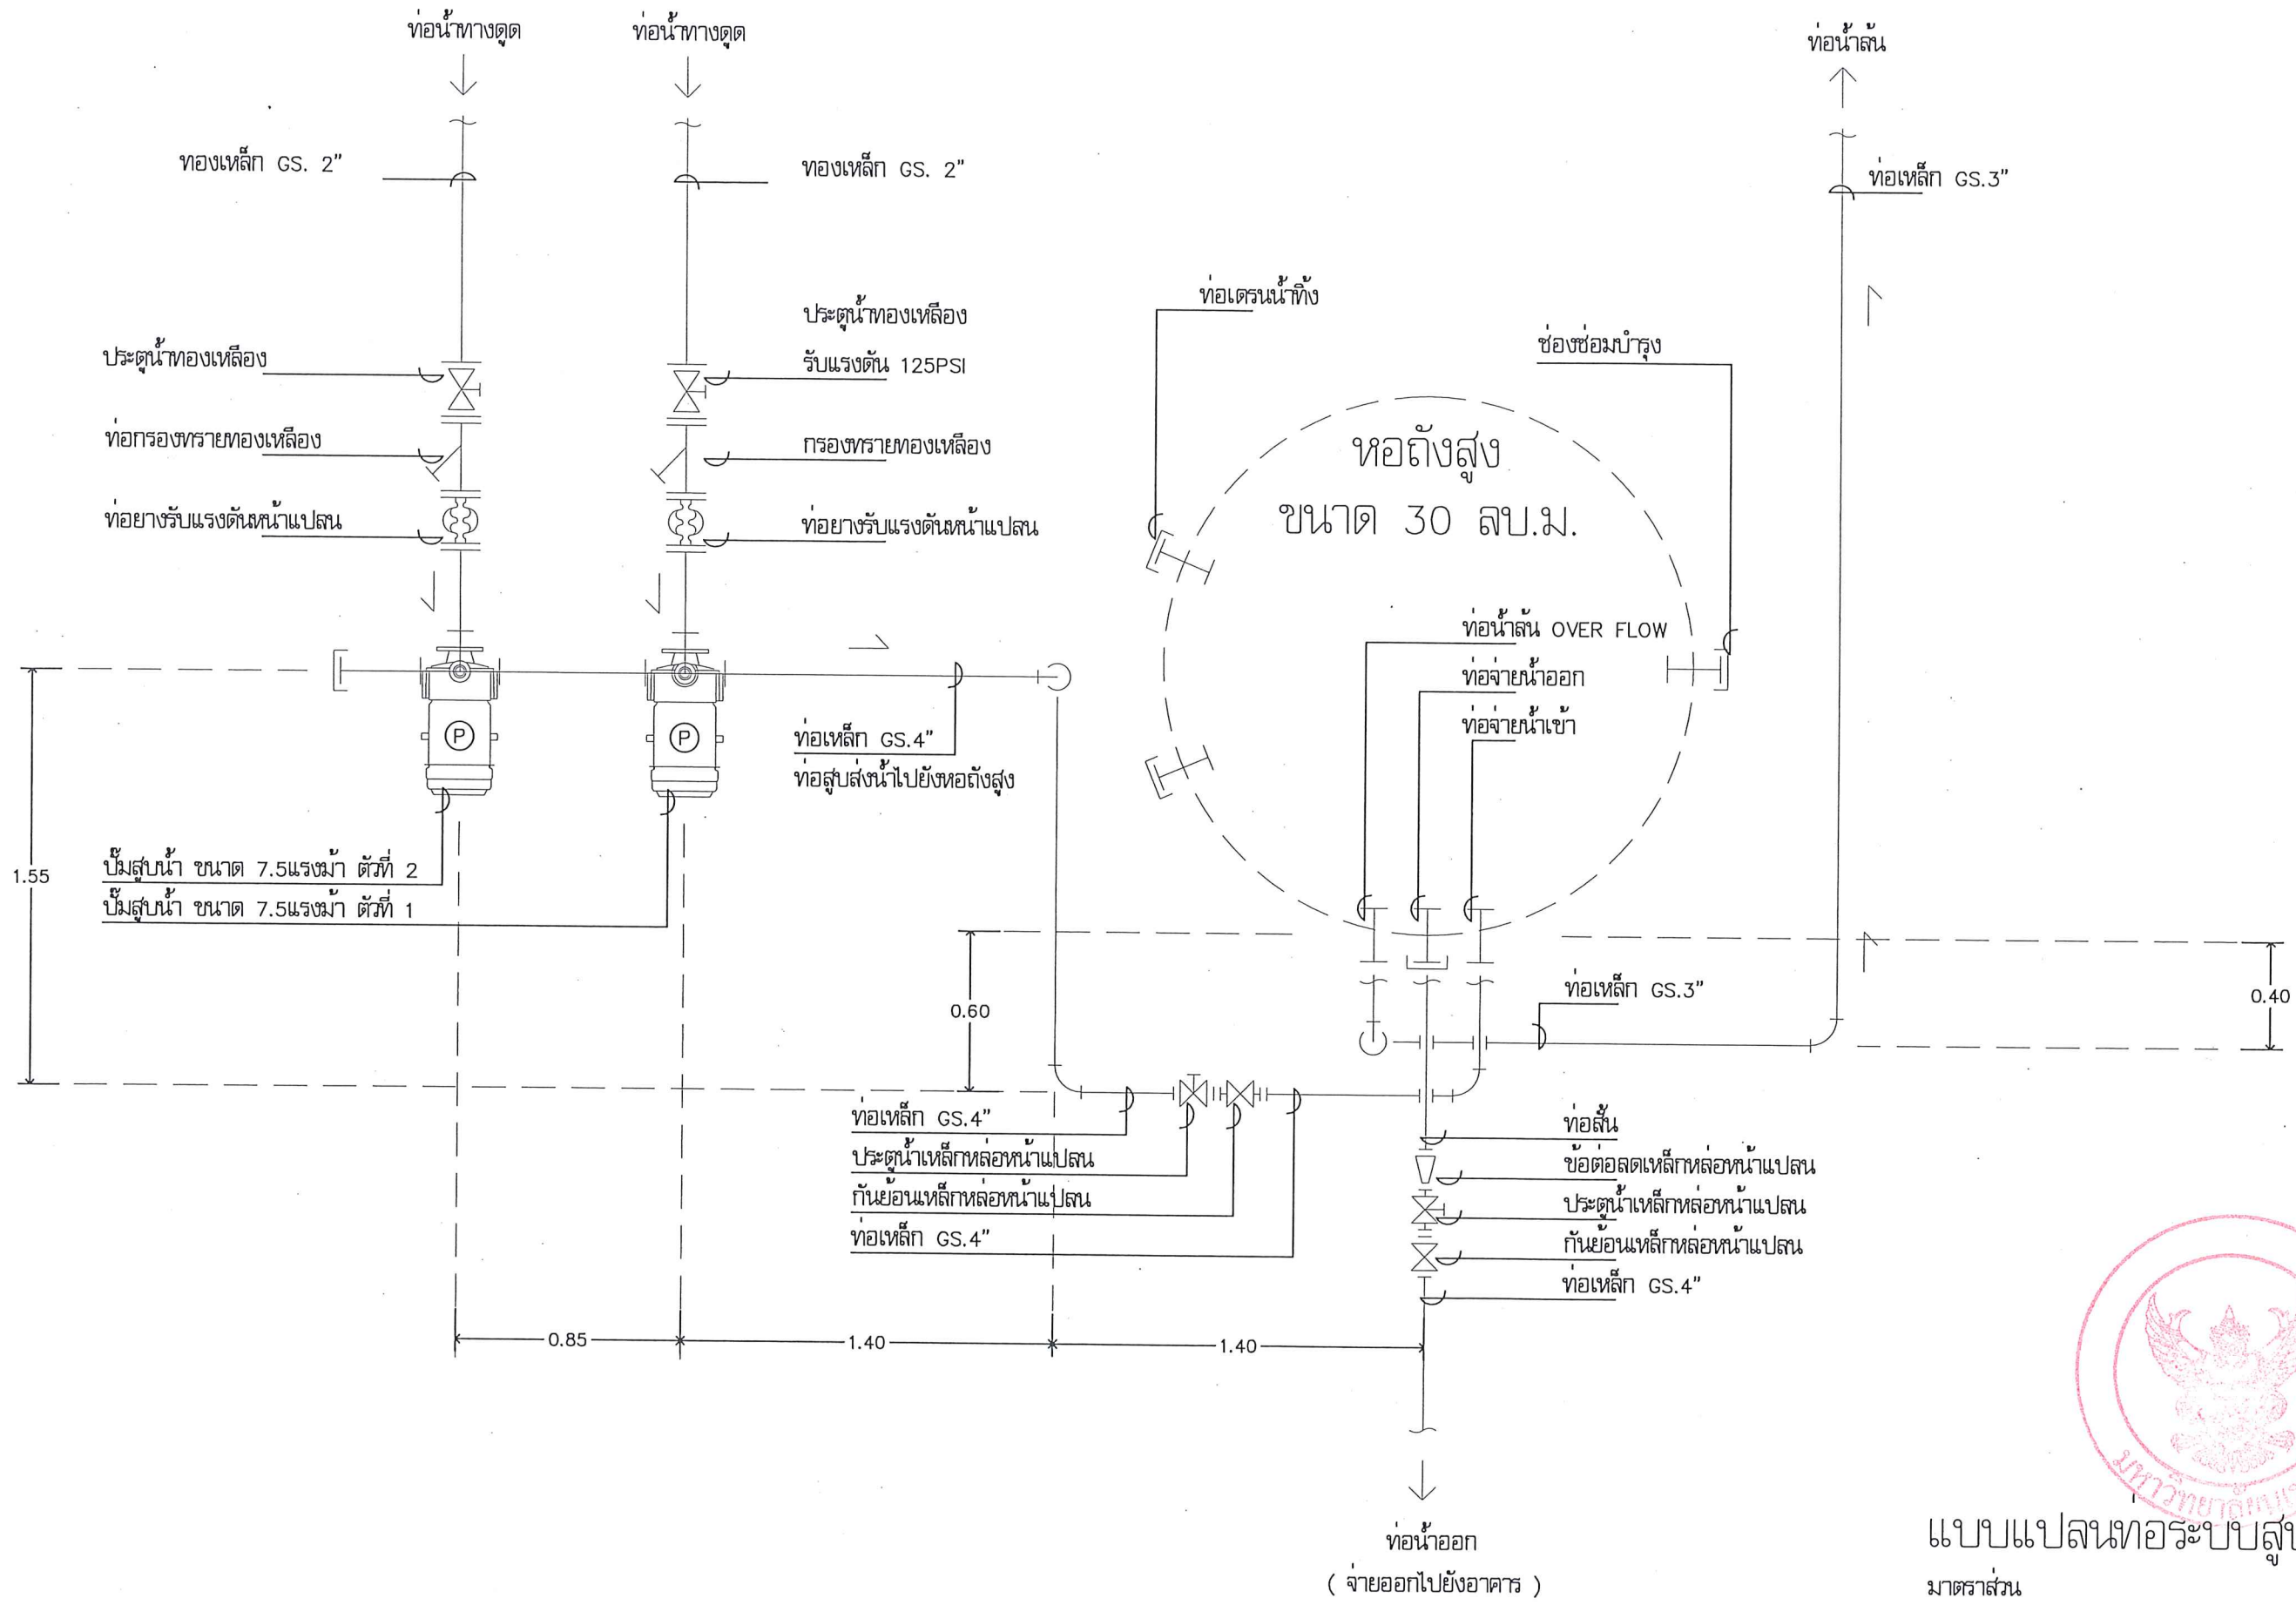 ท่อน้ำทางดูด
ท่อน้ำทางดูด
ท่อน้ำล้น
ทองเหล็ก GS. 2"
ทองเหล็ก GS. 2"
ท่อเหล็ก GS.3"
ท่อเดรนน้ำทิ้ง
ช่องซ่อมบำรุง
ประตูน้ำทองเหลือง
ท่อกรองทรายทองเหลือง
ท่อยางรับแรงดันหน้าแปลน
ประตูน้ำทองเหลือง
รับแรงดัน 125PSI
กรองทรายทองเหลือง
ท่อยางรับแรงดันหน้าแปลน
หอถังสูง
ขนาด 30 ลบ.ม.
ท่อน้ำล้น OVER FLOW
ท่อจ่ายน้ำออก
ท่อจ่ายน้ำเข้า
P
P
ท่อเหล็ก GS.4"
ท่อสูบส่งน้ำไปยังหอถังสูง
1.55
ปั๊มสูบน้ำ ขนาด 7.5แรงม้า ตัวที่ 2
ปั๊มสูบน้ำ ขนาด 7.5แรงม้า ตัวที่ 1
0.60
ท่อเหล็ก GS.3"
0.40
ท่อเหล็ก GS.4"
ประตูน้ำเหล็กหล่อหน้าแปลน
กันย้อนเหล็กหล่อหน้าแปลน
ท่อเหล็ก GS.4"
ท่อสั้น
ข้อต่อลดเหล็กหล่อหน้าแปลน
ประตูน้ำเหล็กหล่อหน้าแปลน
กันย้อนเหล็กหล่อหน้าแปลน
ท่อเหล็ก GS.4"
0.85
1.40
1.40
ท่อน้ำออก
( จ่ายออกไปยังอาคาร )
แบบแปลนท่อระบบสูบ
มาตราส่วน